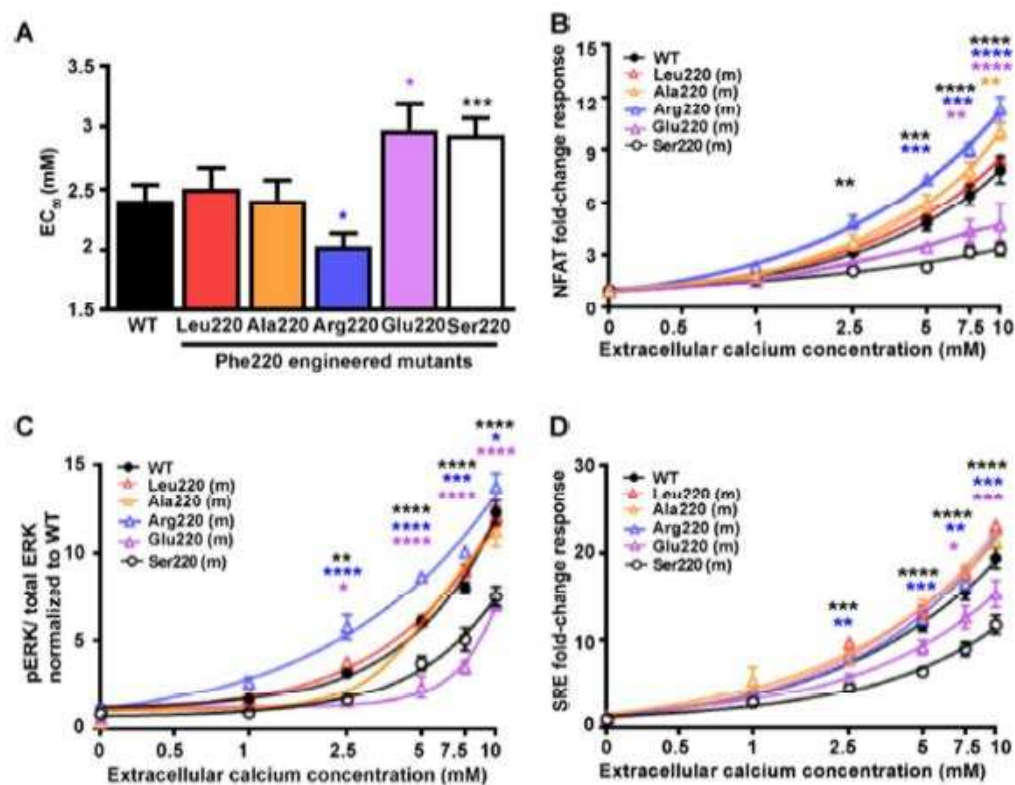 A
3.5
3
2.5
2
1.5
EC₅₀ (mM)
*
*
***
WT Leu220 Ala220 Arg220 Glu220 Ser220
Phe220 engineered mutants
B
15
12
9
6
3
0
NFAT fold-change response
WT
Leu220 (m)
Ala220 (m)
Arg220 (m)
Glu220 (m)
Ser220 (m)
**
***
***
****
***
**
****
****
****
**
0 0.5 1 2.5 5 7.5 10
Extracellular calcium concentration (mM)
C
15
10
5
0
pERK/ total ERK
normalized to WT
WT
Leu220 (m)
Ala220 (m)
Arg220 (m)
Glu220 (m)
Ser220 (m)
**
****
*
****
****
****
****
***
****
****
*
****
0 0.5 1 2.5 5 7.5 10
Extracellular calcium concentration (mM)
D
30
20
10
0
SRE fold-change response
WT
Leu220 (m)
Ala220 (m)
Arg220 (m)
Glu220 (m)
Ser220 (m)
***
**
****
***
****
**
*
****
***
***
0 0.5 1 2.5 5 7.5 10
Extracellular calcium concentration (mM)